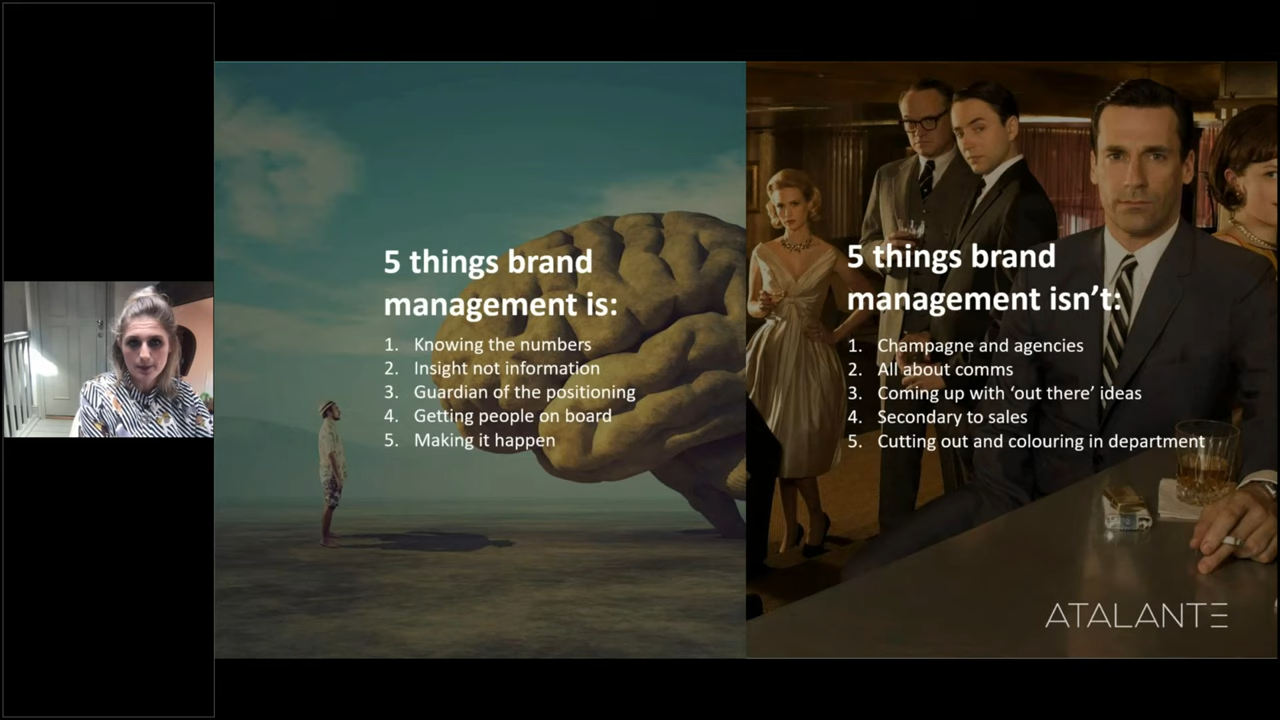 5 things brand
management is:
1. Knowing the numbers
2. Insight not information
3. Guardian of the positioning
4. Getting people on board
5. Making it happen
5 things brand
management isn’t:
1. Champagne and agencies
2. All about comms
3. Coming up with ‘out there’ ideas
4. Secondary to sales
5. Cutting out and colouring in department
ATALANTE